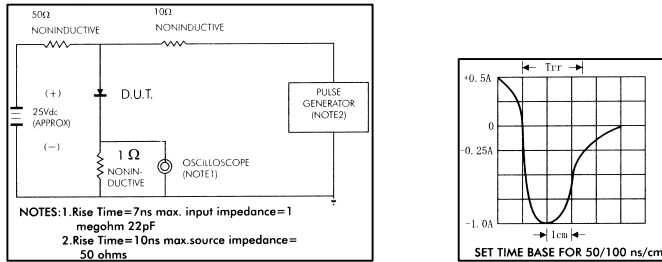 50Ω
NONINDUCTIVE
10Ω
NONINDUCTIVE
(+)
25Vdc
(APPROX)
(−)
D.U.T.
PULSE
GENERATOR
(NOTE2)
1Ω
NONIN-
DUCTIVE
OSCILLOSCOPE
(NOTE1)
NOTES:1.Rise Time=7ns max. input impedance=1
megohm 22pF
2.Rise Time=10ns max.source impedance=
50 ohms
Trr
+0.5A
0
-0.25A
-1.0A
1cm
SET TIME BASE FOR 50/100 ns/cm